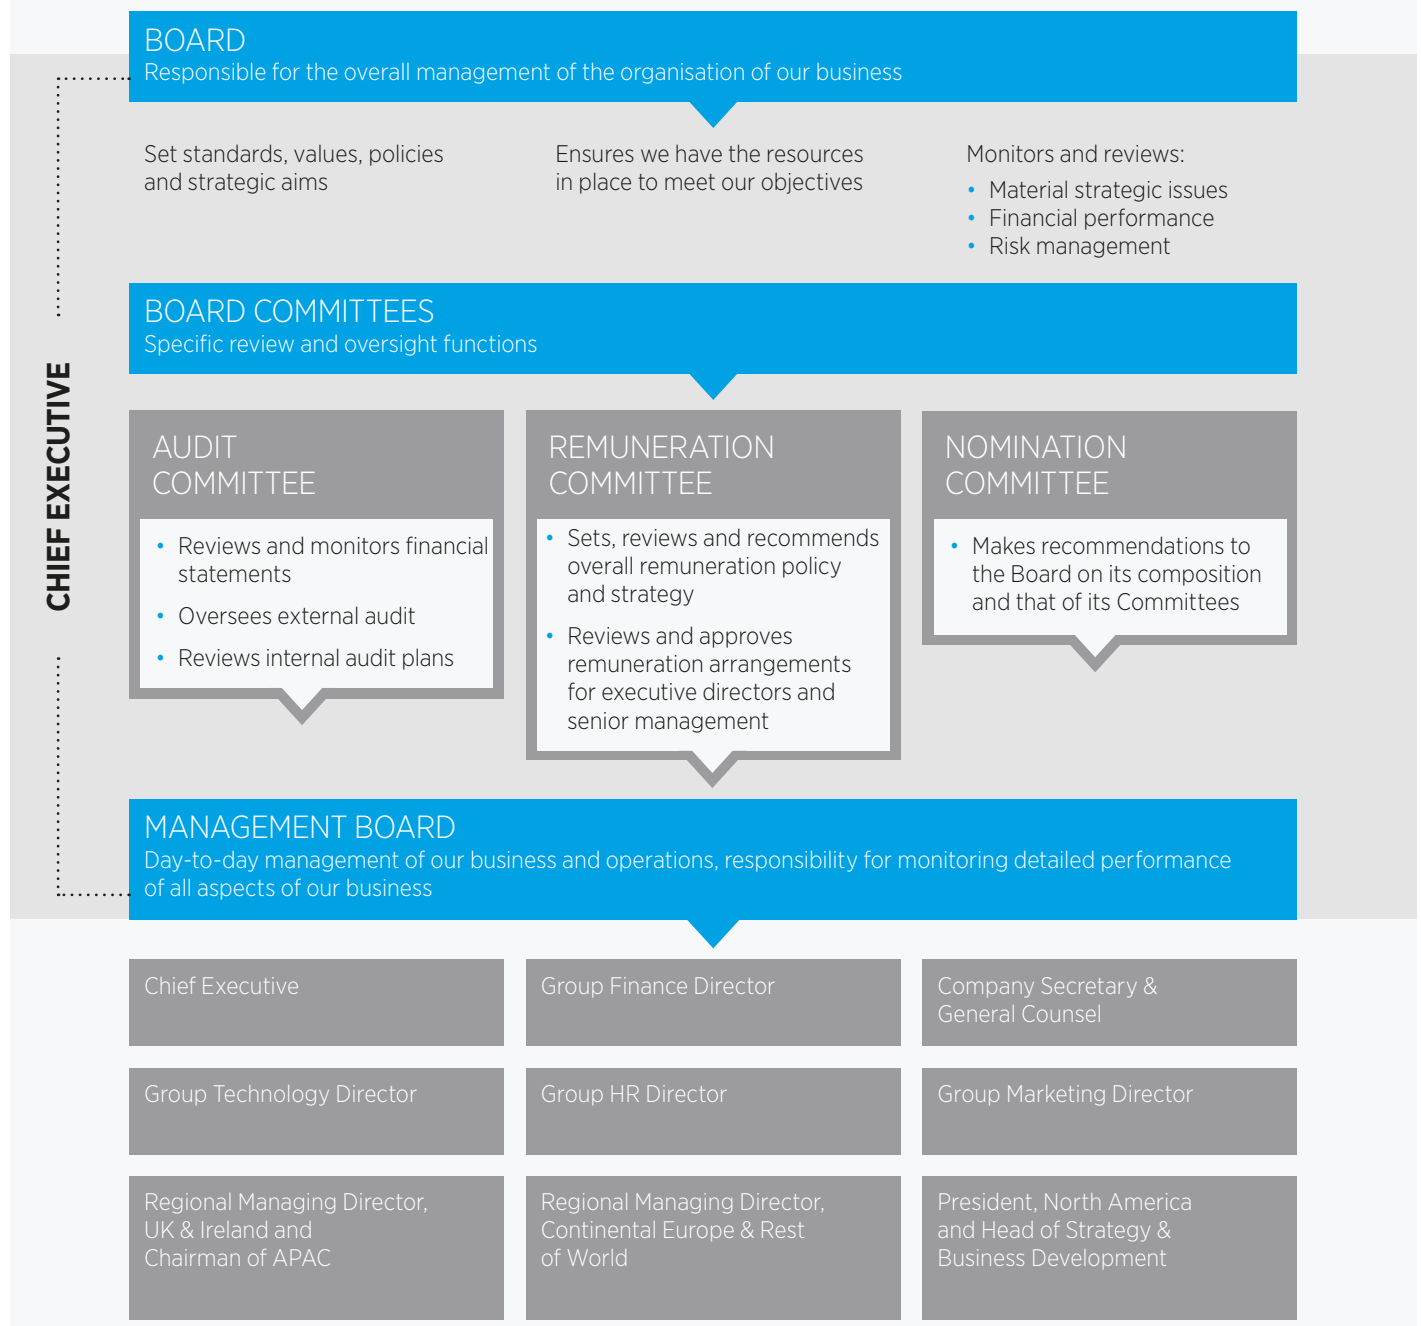 BOARD
Responsible for the overall management of the organisation of our business
Set standards, values, policies
and strategic aims
Ensures we have the resources
in place to meet our objectives
Monitors and reviews:
• Material strategic issues
• Financial performance
• Risk management
CHIEF EXECUTIVE
BOARD COMMITTEES
Specific review and oversight functions
AUDIT
COMMITTEE
• Reviews and monitors financial
statements
• Oversees external audit
• Reviews internal audit plans
REMUNERATION
COMMITTEE
• Sets, reviews and recommends
overall remuneration policy
and strategy
• Reviews and approves
remuneration arrangements
for executive directors and
senior management
NOMINATION
COMMITTEE
• Makes recommendations to
the Board on its composition
and that of its Committees
MANAGEMENT BOARD
Day-to-day management of our business and operations, responsibility for monitoring detailed performance
of all aspects of our business
Chief Executive
Group Finance Director
Company Secretary &
General Counsel
Group Technology Director
Group HR Director
Group Marketing Director
Regional Managing Director,
UK & Ireland and
Chairman of APAC
Regional Managing Director,
Continental Europe & Rest
of World
President, North America
and Head of Strategy &
Business Development